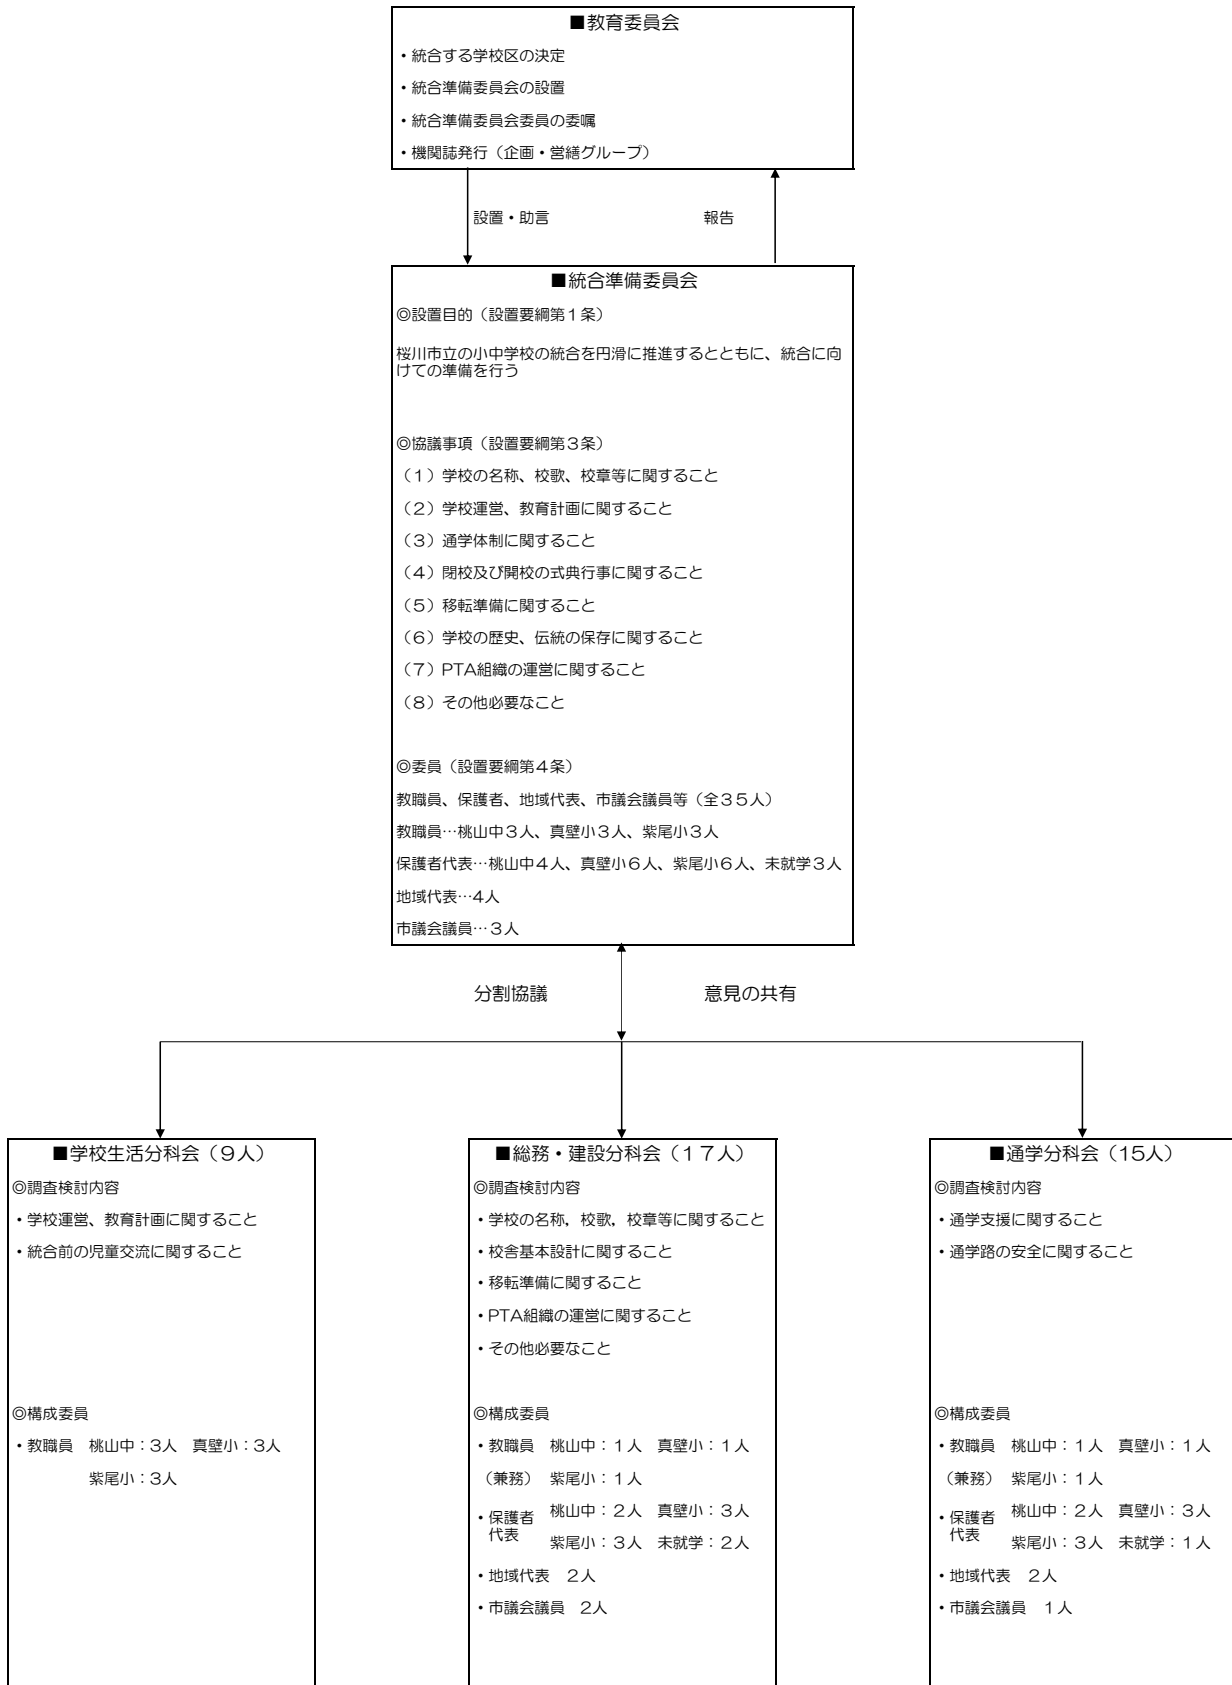 ■教育委員会
・統合する学校区の決定
・統合準備委員会の設置
・統合準備委員会委員の委嘱
・機関誌発行（企画・営繕グループ）
設置・助言
報告
■統合準備委員会
◎設置目的（設置要綱第１条）
桜川市立の小中学校の統合を円滑に推進するとともに、統合に向
けての準備を行う
◎協議事項（設置要綱第３条）
（１）学校の名称、校歌、校章等に関すること
（２）学校運営、教育計画に関すること
（３）通学体制に関すること
（４）閉校及び開校の式典行事に関すること
（５）移転準備に関すること
（６）学校の歴史、伝統の保存に関すること
（７）PTA組織の運営に関すること
（８）その他必要なこと
◎委員（設置要綱第４条）
教職員、保護者、地域代表、市議会議員等（全３５人）
教職員…桃山中３人、真壁小３人、紫尾小３人
保護者代表…桃山中４人、真壁小６人、紫尾小６人、未就学３人
地域代表…4人
市議会議員…３人
分割協議
意見の共有
■学校生活分科会（９人）
◎調査検討内容
・学校運営、教育計画に関すること
・統合前の児童交流に関すること
◎構成委員
・教職員　桃山中：３人　真壁小：３人
紫尾小：３人
■総務・建設分科会（１７人）
◎調査検討内容
・学校の名称，校歌，校章等に関すること
・校舎基本設計に関すること
・移転準備に関すること
・PTA組織の運営に関すること
・その他必要なこと
◎構成委員
・教職員　桃山中：１人　真壁小：１人
（兼務）　紫尾小：１人
・保護者代表　桃山中：２人　真壁小：３人
紫尾小：３人　未就学：２人
・地域代表　２人
・市議会議員　２人
■通学分科会（15人）
◎調査検討内容
・通学支援に関すること
・通学路の安全に関すること
◎構成委員
・教職員　桃山中：１人　真壁小：１人
（兼務）　紫尾小：１人
・保護者代表　桃山中：２人　真壁小：３人
紫尾小：３人　未就学：１人
・地域代表　２人
・市議会議員　１人